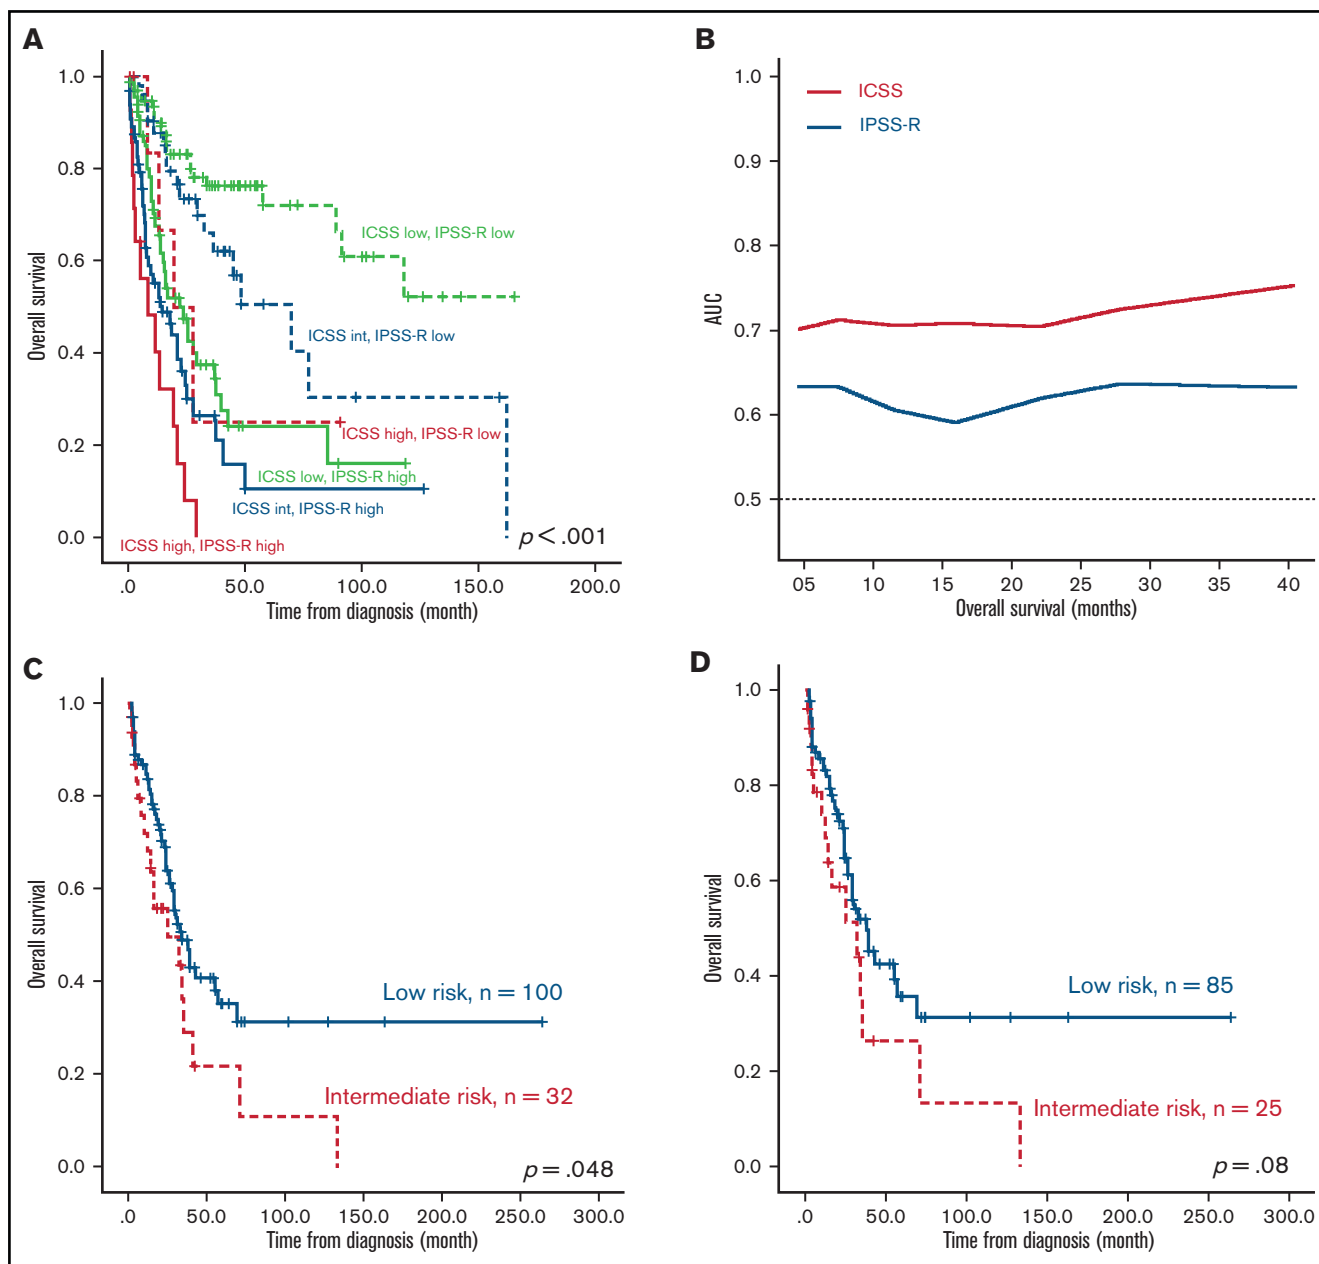 A
1.0
0.8
0.6
0.4
0.2
0.0
Overall survival
ICSS low, IPSS-R low
ICSS int, IPSS-R low
ICSS high, IPSS-R low
ICSS low, IPSS-R high
ICSS int, IPSS-R high
ICSS high, IPSS-R high
p < .001
.0 50.0 100.0 150.0 200.0
Time from diagnosis (month)
B
1.0
0.9
0.8
0.7
0.6
0.5
AUC
ICSS
IPSS-R
05 10 15 20 25 30 35 40
Overall survival (months)
C
1.0
0.8
0.6
0.4
0.2
0.0
Overall survival
Low risk, n = 100
Intermediate risk, n = 32
p = .048
.0 50.0 100.0 150.0 200.0 250.0 300.0
Time from diagnosis (month)
D
1.0
0.8
0.6
0.4
0.2
0.0
Overall survival
Low risk, n = 85
Intermediate risk, n = 25
p = .08
.0 50.0 100.0 150.0 200.0 250.0 300.0
Time from diagnosis (month)